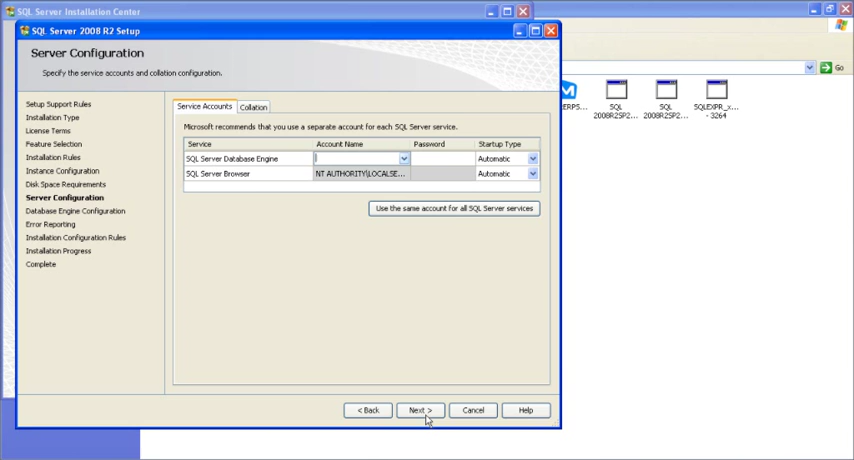 SQL Server Installation Center
SQL Server 2008 R2 Setup
Server Configuration
Specify the service accounts and collation configuration.
Setup Support Rules
Installation Type
License Terms
Feature Selection
Installation Rules
Instance Configuration
Disk Space Requirements
Server Configuration
Database Engine Configuration
Error Reporting
Installation Configuration Rules
Installation Progress
Complete
Service Accounts Collation
Microsoft recommends that you use a separate account for each SQL Server service.
Service Account Name Password Startup Type
SQL Server Database Engine Automatic
SQL Server Browser NT AUTHORITY\LOCALSE... Automatic
Use the same account for all SQL Server services
< Back Next > Cancel Help
Go
ERPS... SQL SQL SQLEXPR_x...
2008R2SP2... 2008R2SP2... - 3264